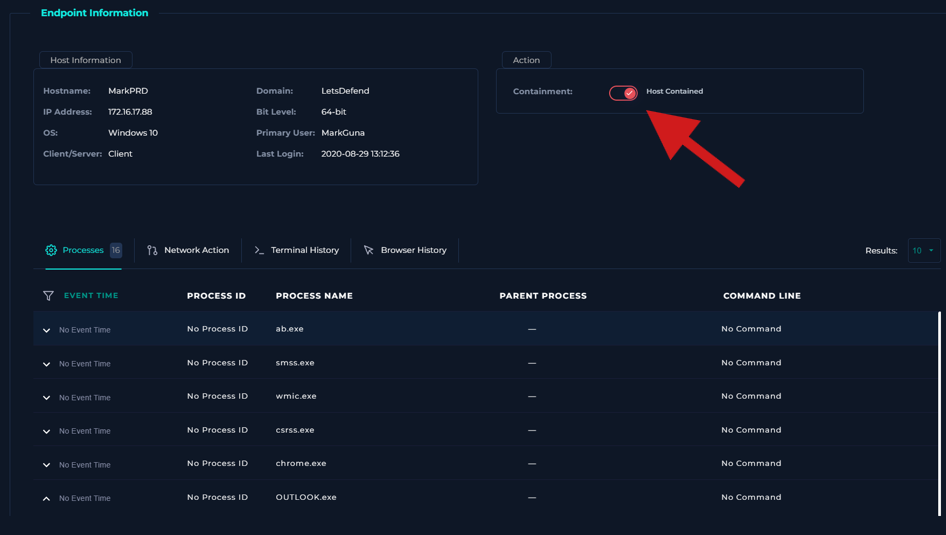 Endpoint Information
Host Information
Action
Hostname: MarkPRD Domain: LetsDefend
Containment: Host Contained
IP Address: 172.16.17.88 Bit Level: 64-bit
OS: Windows 10 Primary User: MarkGuna
Client/Server: Client Last Login: 2020-08-29 13:12:36
Processes 16 Network Action Terminal History Browser History Results: 10
EVENT TIME PROCESS ID PROCESS NAME PARENT PROCESS COMMAND LINE
No Event Time No Process ID ab.exe — No Command
No Event Time No Process ID smss.exe — No Command
No Event Time No Process ID wmic.exe — No Command
No Event Time No Process ID csrss.exe — No Command
No Event Time No Process ID chrome.exe — No Command
No Event Time No Process ID OUTLOOK.exe — No Command